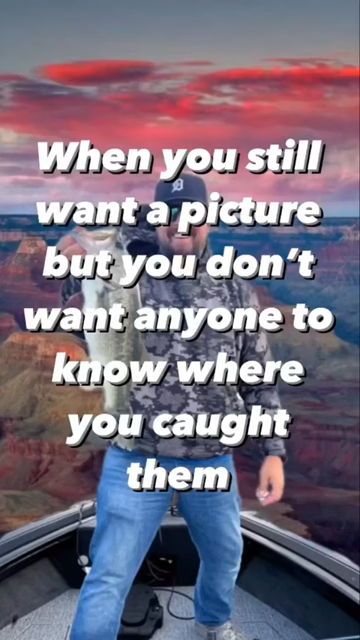 When you still
want a picture
but you don't
want anyone to
know where
you caught
them